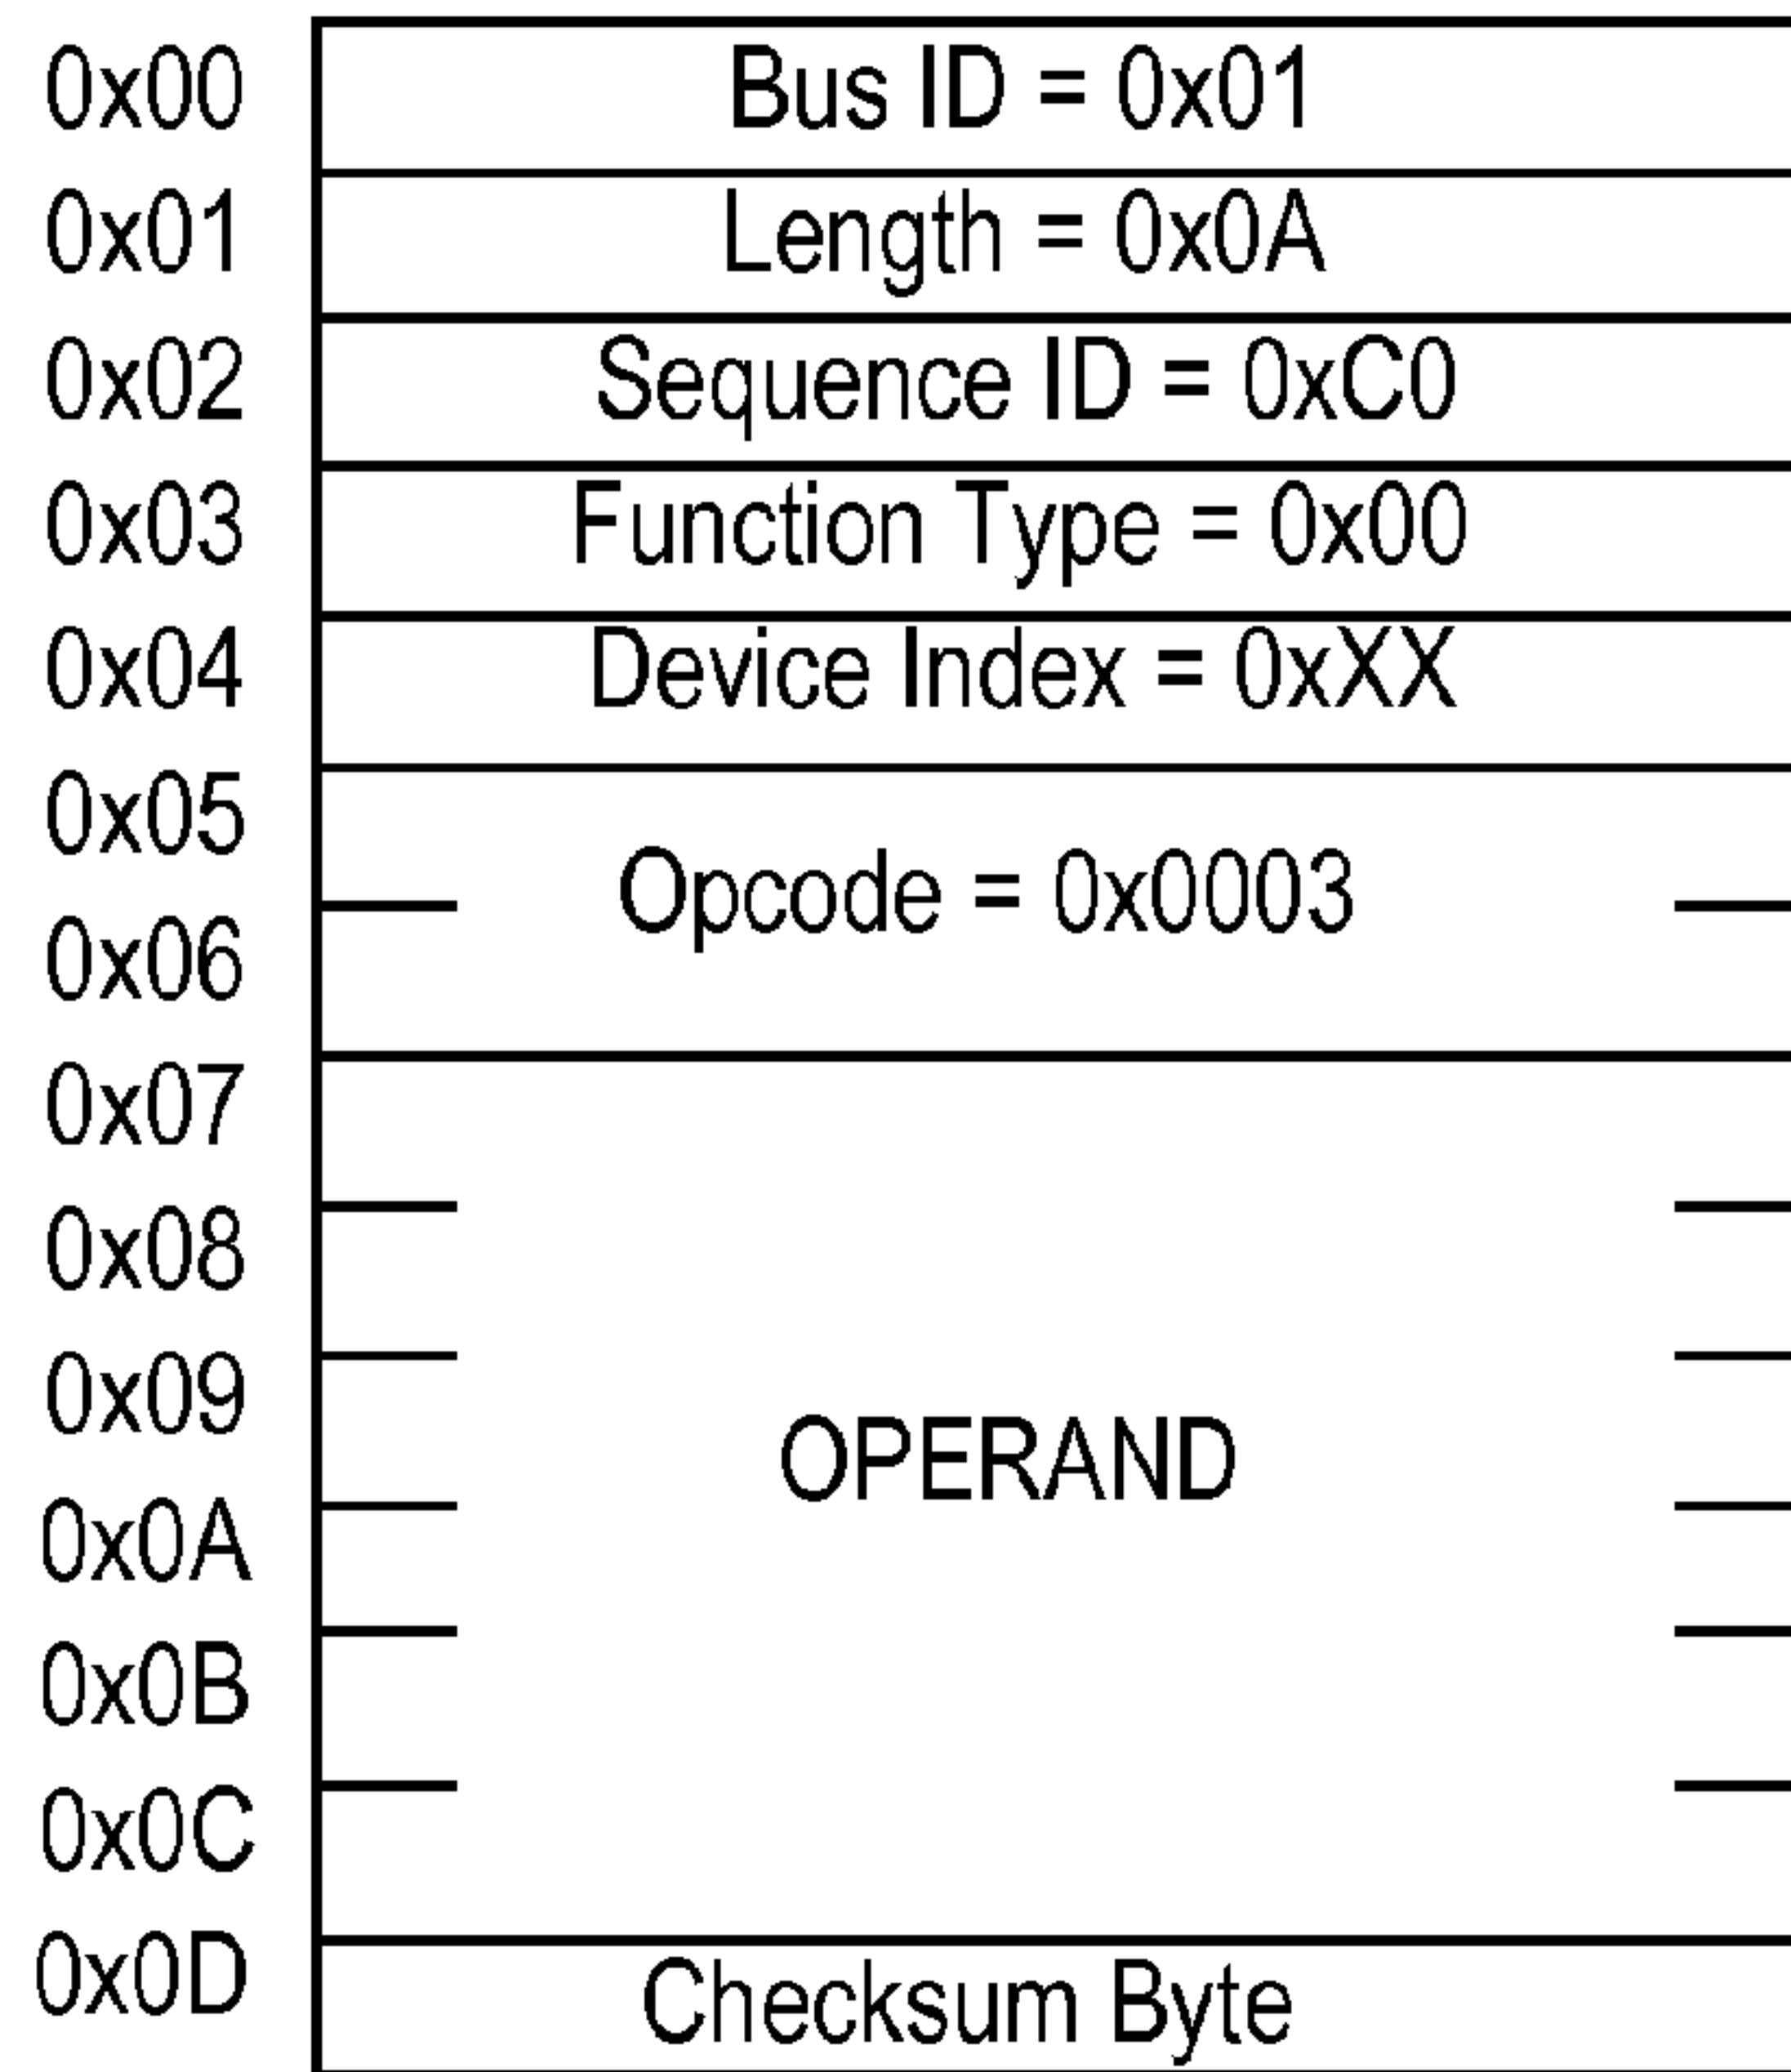 0x00 Bus ID = 0x01
0x01 Length = 0x0A
0x02 Sequence ID = 0xC0
0x03 Function Type = 0x00
0x04 Device Index = 0xXX
0x05
Opcode = 0x0003
0x06
0x07
0x08
0x09
OPERAND
0x0A
0x0B
0x0C
0x0D Checksum Byte